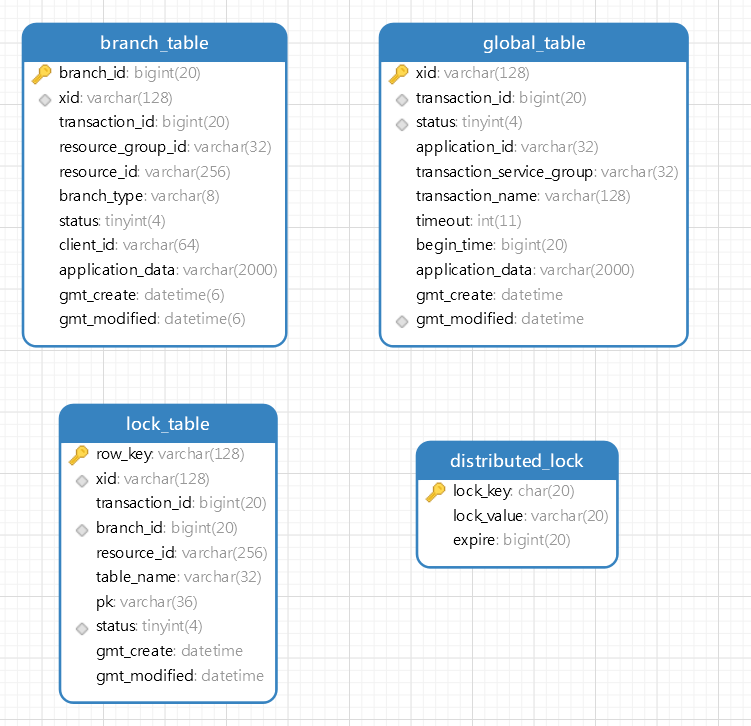 branch_table
branch_id: bigint(20)
xid: varchar(128)
transaction_id: bigint(20)
resource_group_id: varchar(32)
resource_id: varchar(256)
branch_type: varchar(8)
status: tinyint(4)
client_id: varchar(64)
application_data: varchar(2000)
gmt_create: datetime(6)
gmt_modified: datetime(6)
global_table
xid: varchar(128)
transaction_id: bigint(20)
status: tinyint(4)
application_id: varchar(32)
transaction_service_group: varchar(32)
transaction_name: varchar(128)
timeout: int(11)
begin_time: bigint(20)
application_data: varchar(2000)
gmt_create: datetime
gmt_modified: datetime
lock_table
row_key: varchar(128)
xid: varchar(128)
transaction_id: bigint(20)
branch_id: bigint(20)
resource_id: varchar(256)
table_name: varchar(32)
pk: varchar(36)
status: tinyint(4)
gmt_create: datetime
gmt_modified: datetime
distributed_lock
lock_key: char(20)
lock_value: varchar(20)
expire: bigint(20)